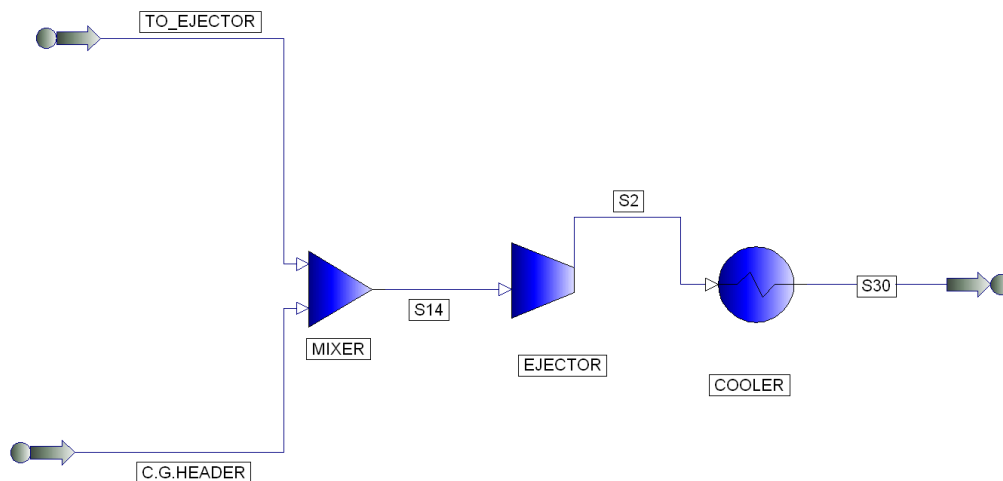 TO_EJECTOR
S2
S14
S30
MIXER
EJECTOR
COOLER
C.G.HEADER